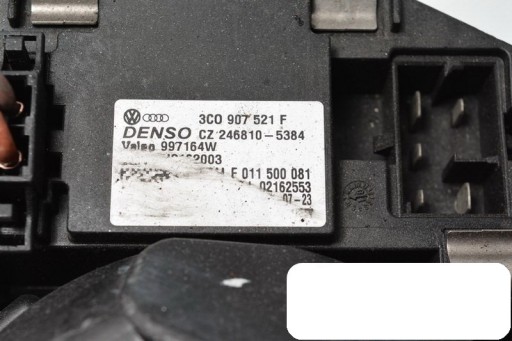 3C0 907 521 F
DENSO CZ 246810-5384
Valeo 997164W
F 011 500 081
02162553
07-23